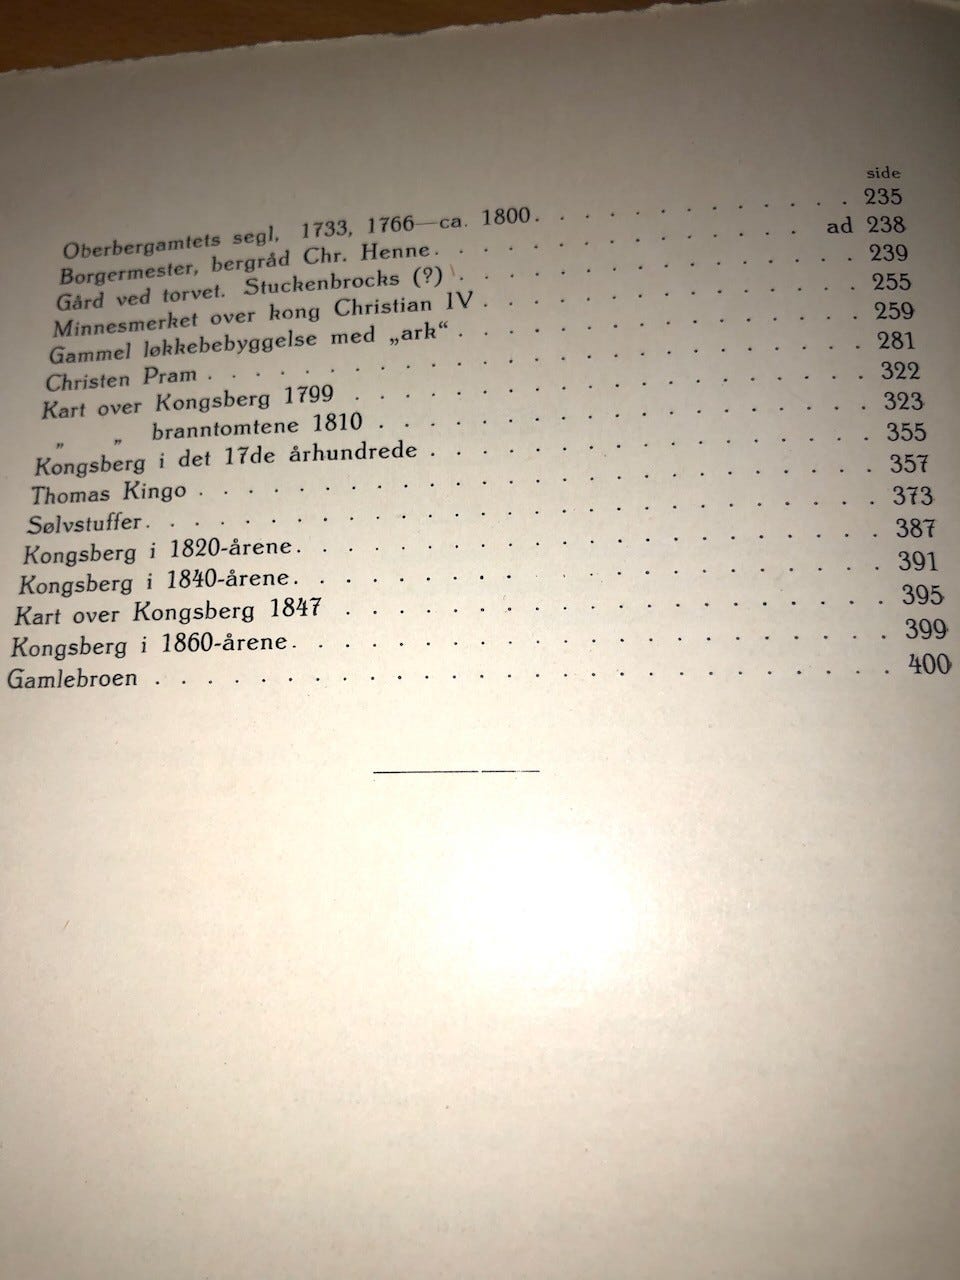 side
Oberbergamtets segl, 1733, 1766—ca. 1800. . . . . . . . . . 235
Borgermester, bergråd Chr. Henne. . . . . . . . . . . ad 238
Gård ved torvet. Stuckenbrocks (?) . . . . . . . . . . . . 239
Minnesmerket over kong Christian IV . . . . . . . . . . . . 255
Gammel løkkebebyggelse med „ark“ . . . . . . . . . . . . 259
Christen Pram . . . . . . . . . . . . . . . . . . . 281
Kart over Kongsberg 1799 . . . . . . . . . . . . . . . 322
„ „ branntomtene 1810 . . . . . . . . . . . . . . 323
Kongsberg i det 17de århundrede . . . . . . . . . . . . . 355
Thomas Kingo . . . . . . . . . . . . . . . . . . . 357
Sølvstuffer. . . . . . . . . . . . . . . . . . . . . 373
Kongsberg i 1820-årene. . . . . . . . . . . . . . . . 387
Kongsberg i 1840-årene. . . . . . . . . . . . . . . . 391
Kart over Kongsberg 1847 . . . . . . . . . . . . . . . 395
Kongsberg i 1860-årene. . . . . . . . . . . . . . . . 399
Gamlebroen . . . . . . . . . . . . . . . . . . . . 400